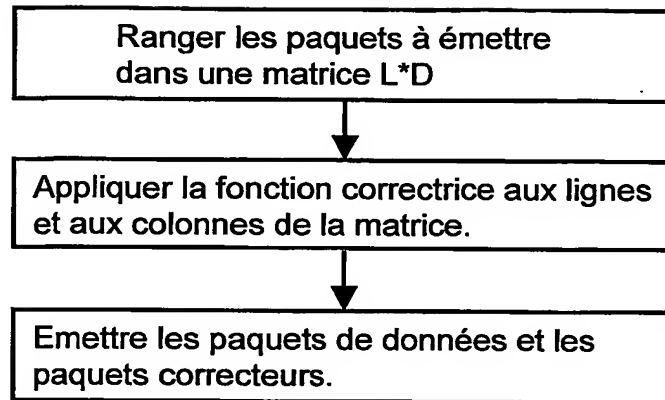 Ranger les paquets à émettre
dans une matrice L*D
Appliquer la fonction correctrice aux lignes
et aux colonnes de la matrice.
Emettre les paquets de données et les
paquets correcteurs.